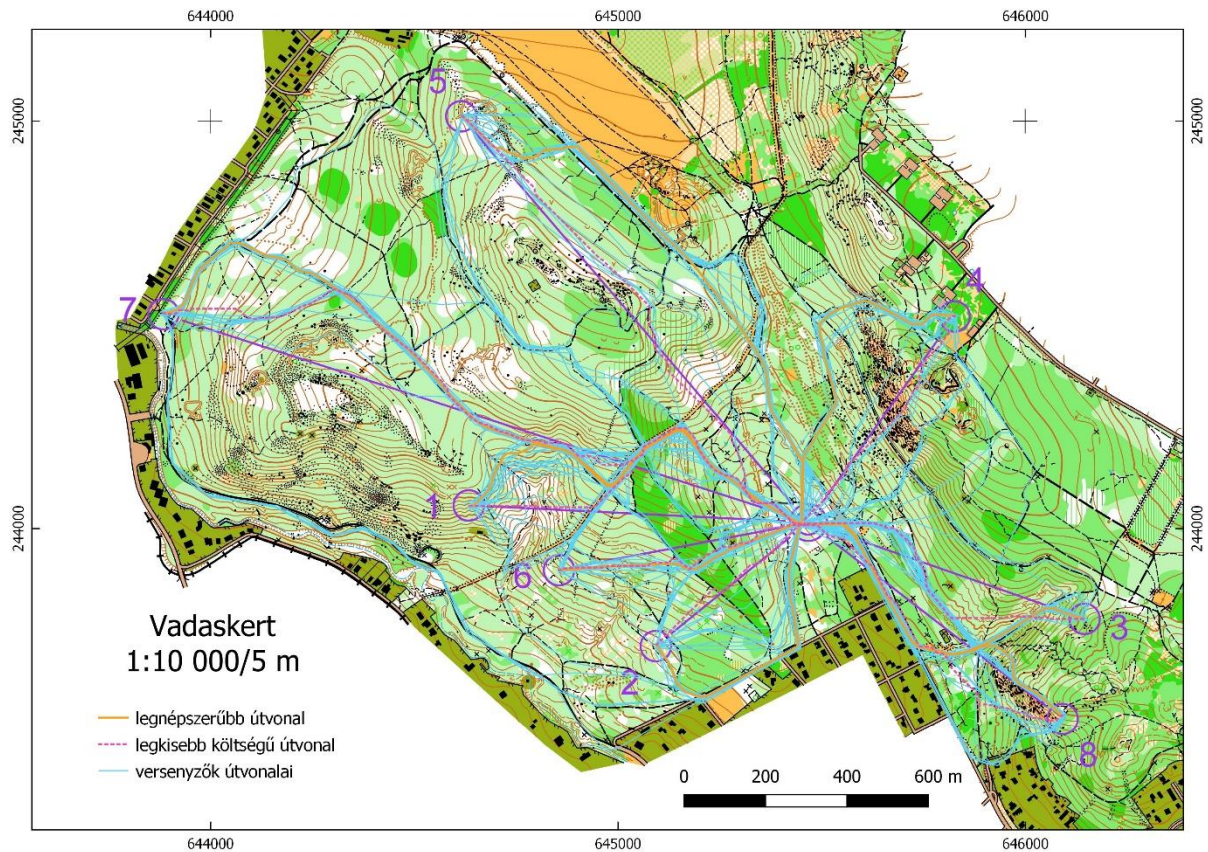 644000 645000 646000
5
245000 245000
4
7
1
244000 244000
6
3
2
8
Vadaskert
1:10 000/5 m
legnépszerűbb útvonal
legkisebb költségű útvonal
versenyzők útvonalai
0 200 400 600 m
644000 645000 646000